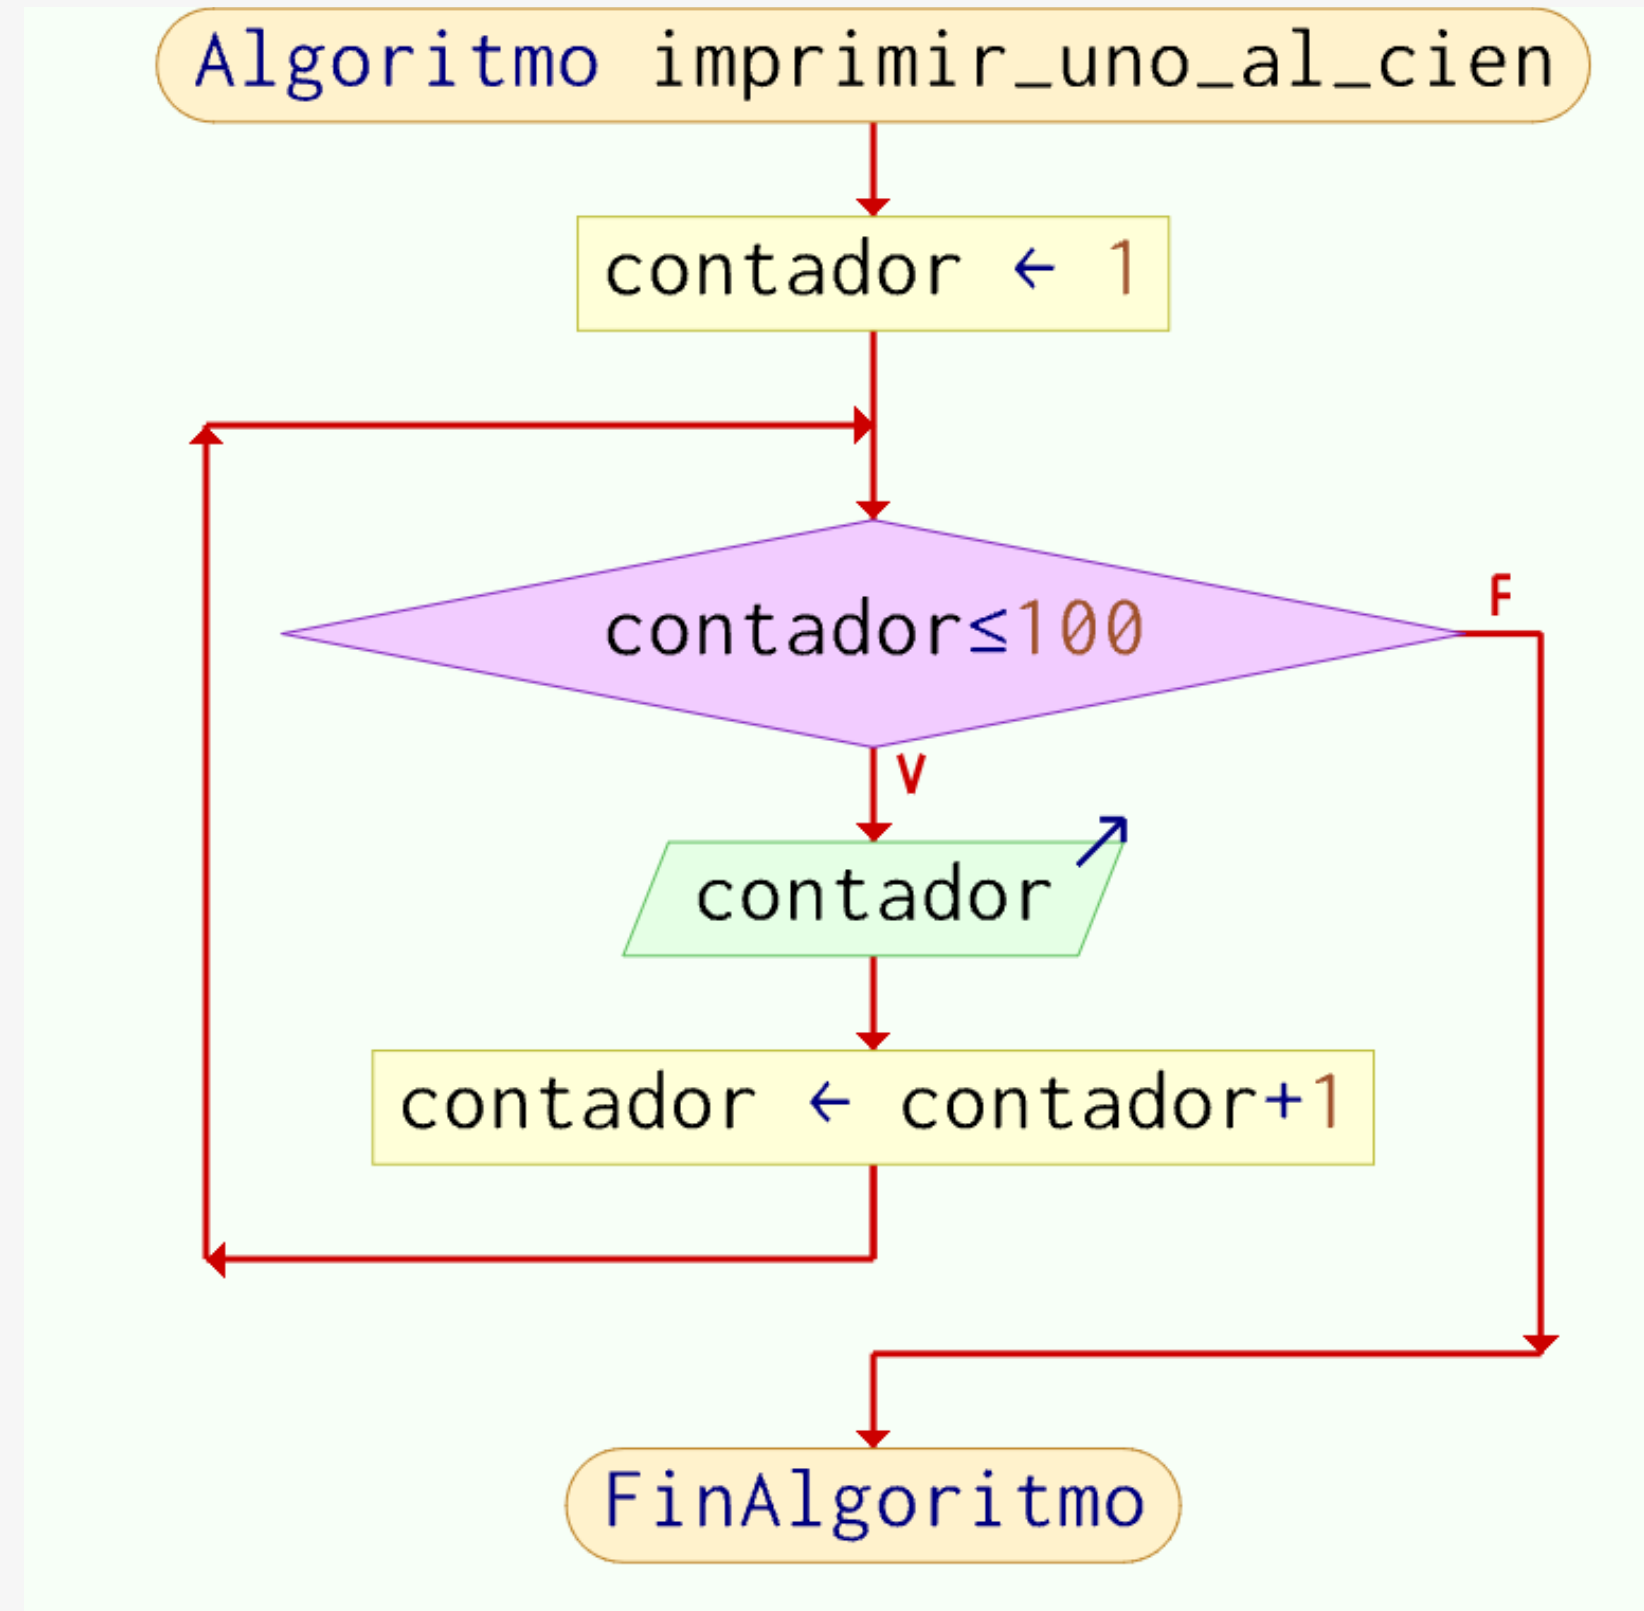 Algoritmo imprimir_uno_al_cien
contador ← 1
contador≤100
F
V
contador
contador ← contador+1
FinAlgoritmo